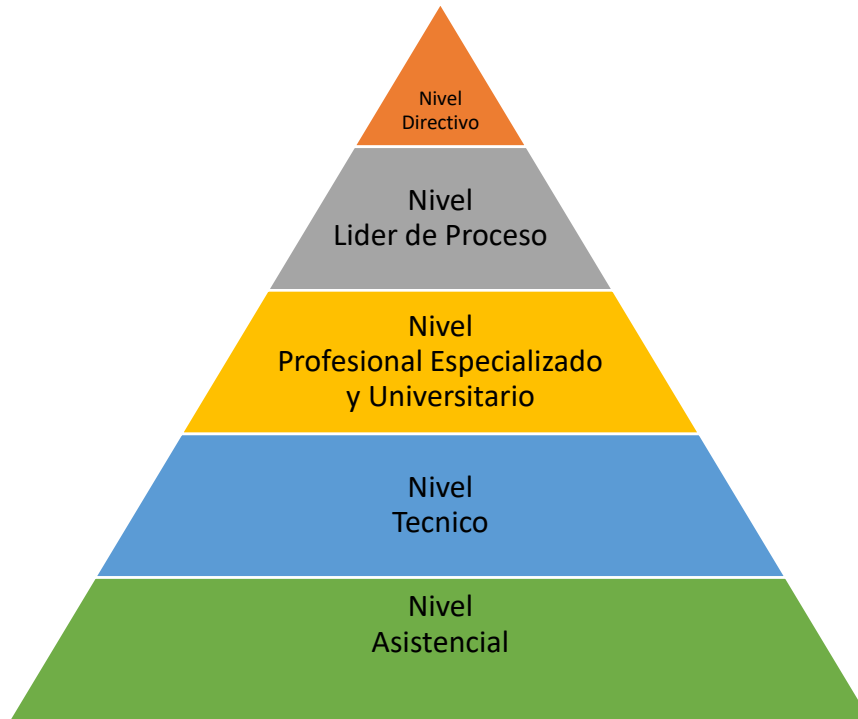 Nivel
Directivo
Nivel
Lider de Proceso
Nivel
Profesional Especializado
y Universitario
Nivel
Tecnico
Nivel
Asistencial